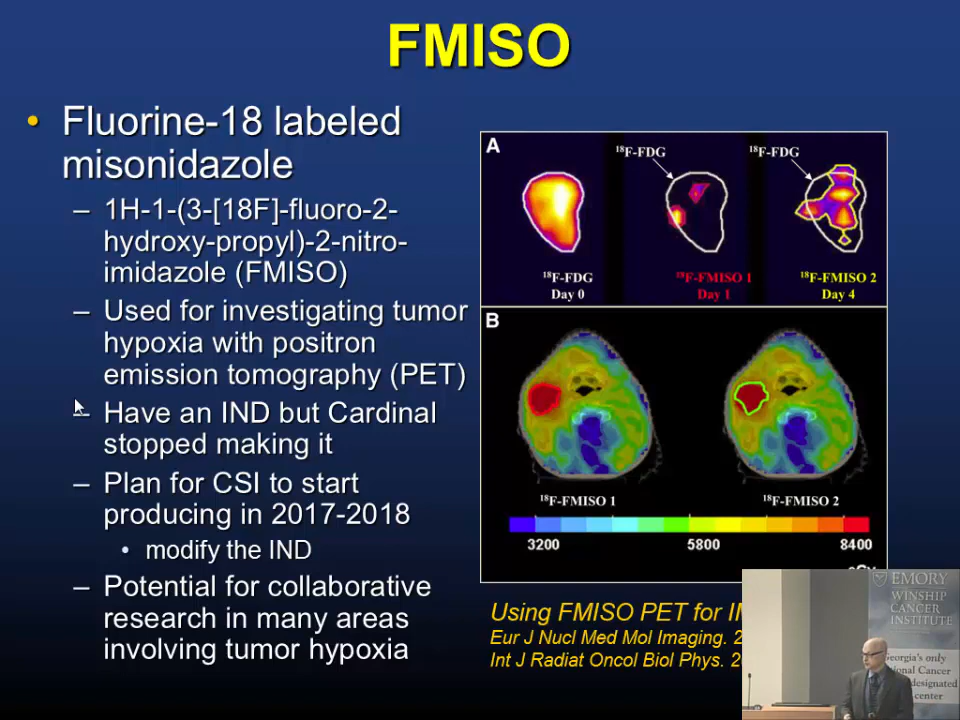 FMISO
• Fluorine-18 labeled
misonidazole
– 1H-1-(3-[18F]-fluoro-2-
hydroxy-propyl)-2-nitro-
imidazole (FMISO)
– Used for investigating tumor
hypoxia with positron
emission tomography (PET)
– Have an IND but Cardinal
stopped making it
– Plan for CSI to start
producing in 2017-2018
• modify the IND
– Potential for collaborative
research in many areas
involving tumor hypoxia
A
¹⁸F-FDG
¹⁸F-FDG
¹⁸F-FDG
Day 0
¹⁸F-FMISO 1
Day 1
¹⁸F-FMISO 2
Day 4
B
¹⁸F-FMISO 1
¹⁸F-FMISO 2
3200 5800 8400
Using FMISO PET for
Eur J Nucl Med Mol Imaging.
Int J Radiat Oncol Biol Phys.
EMORY
WINSHIP
CANCER
INSTITUTE
Georgia's only
Cancer
designated
center